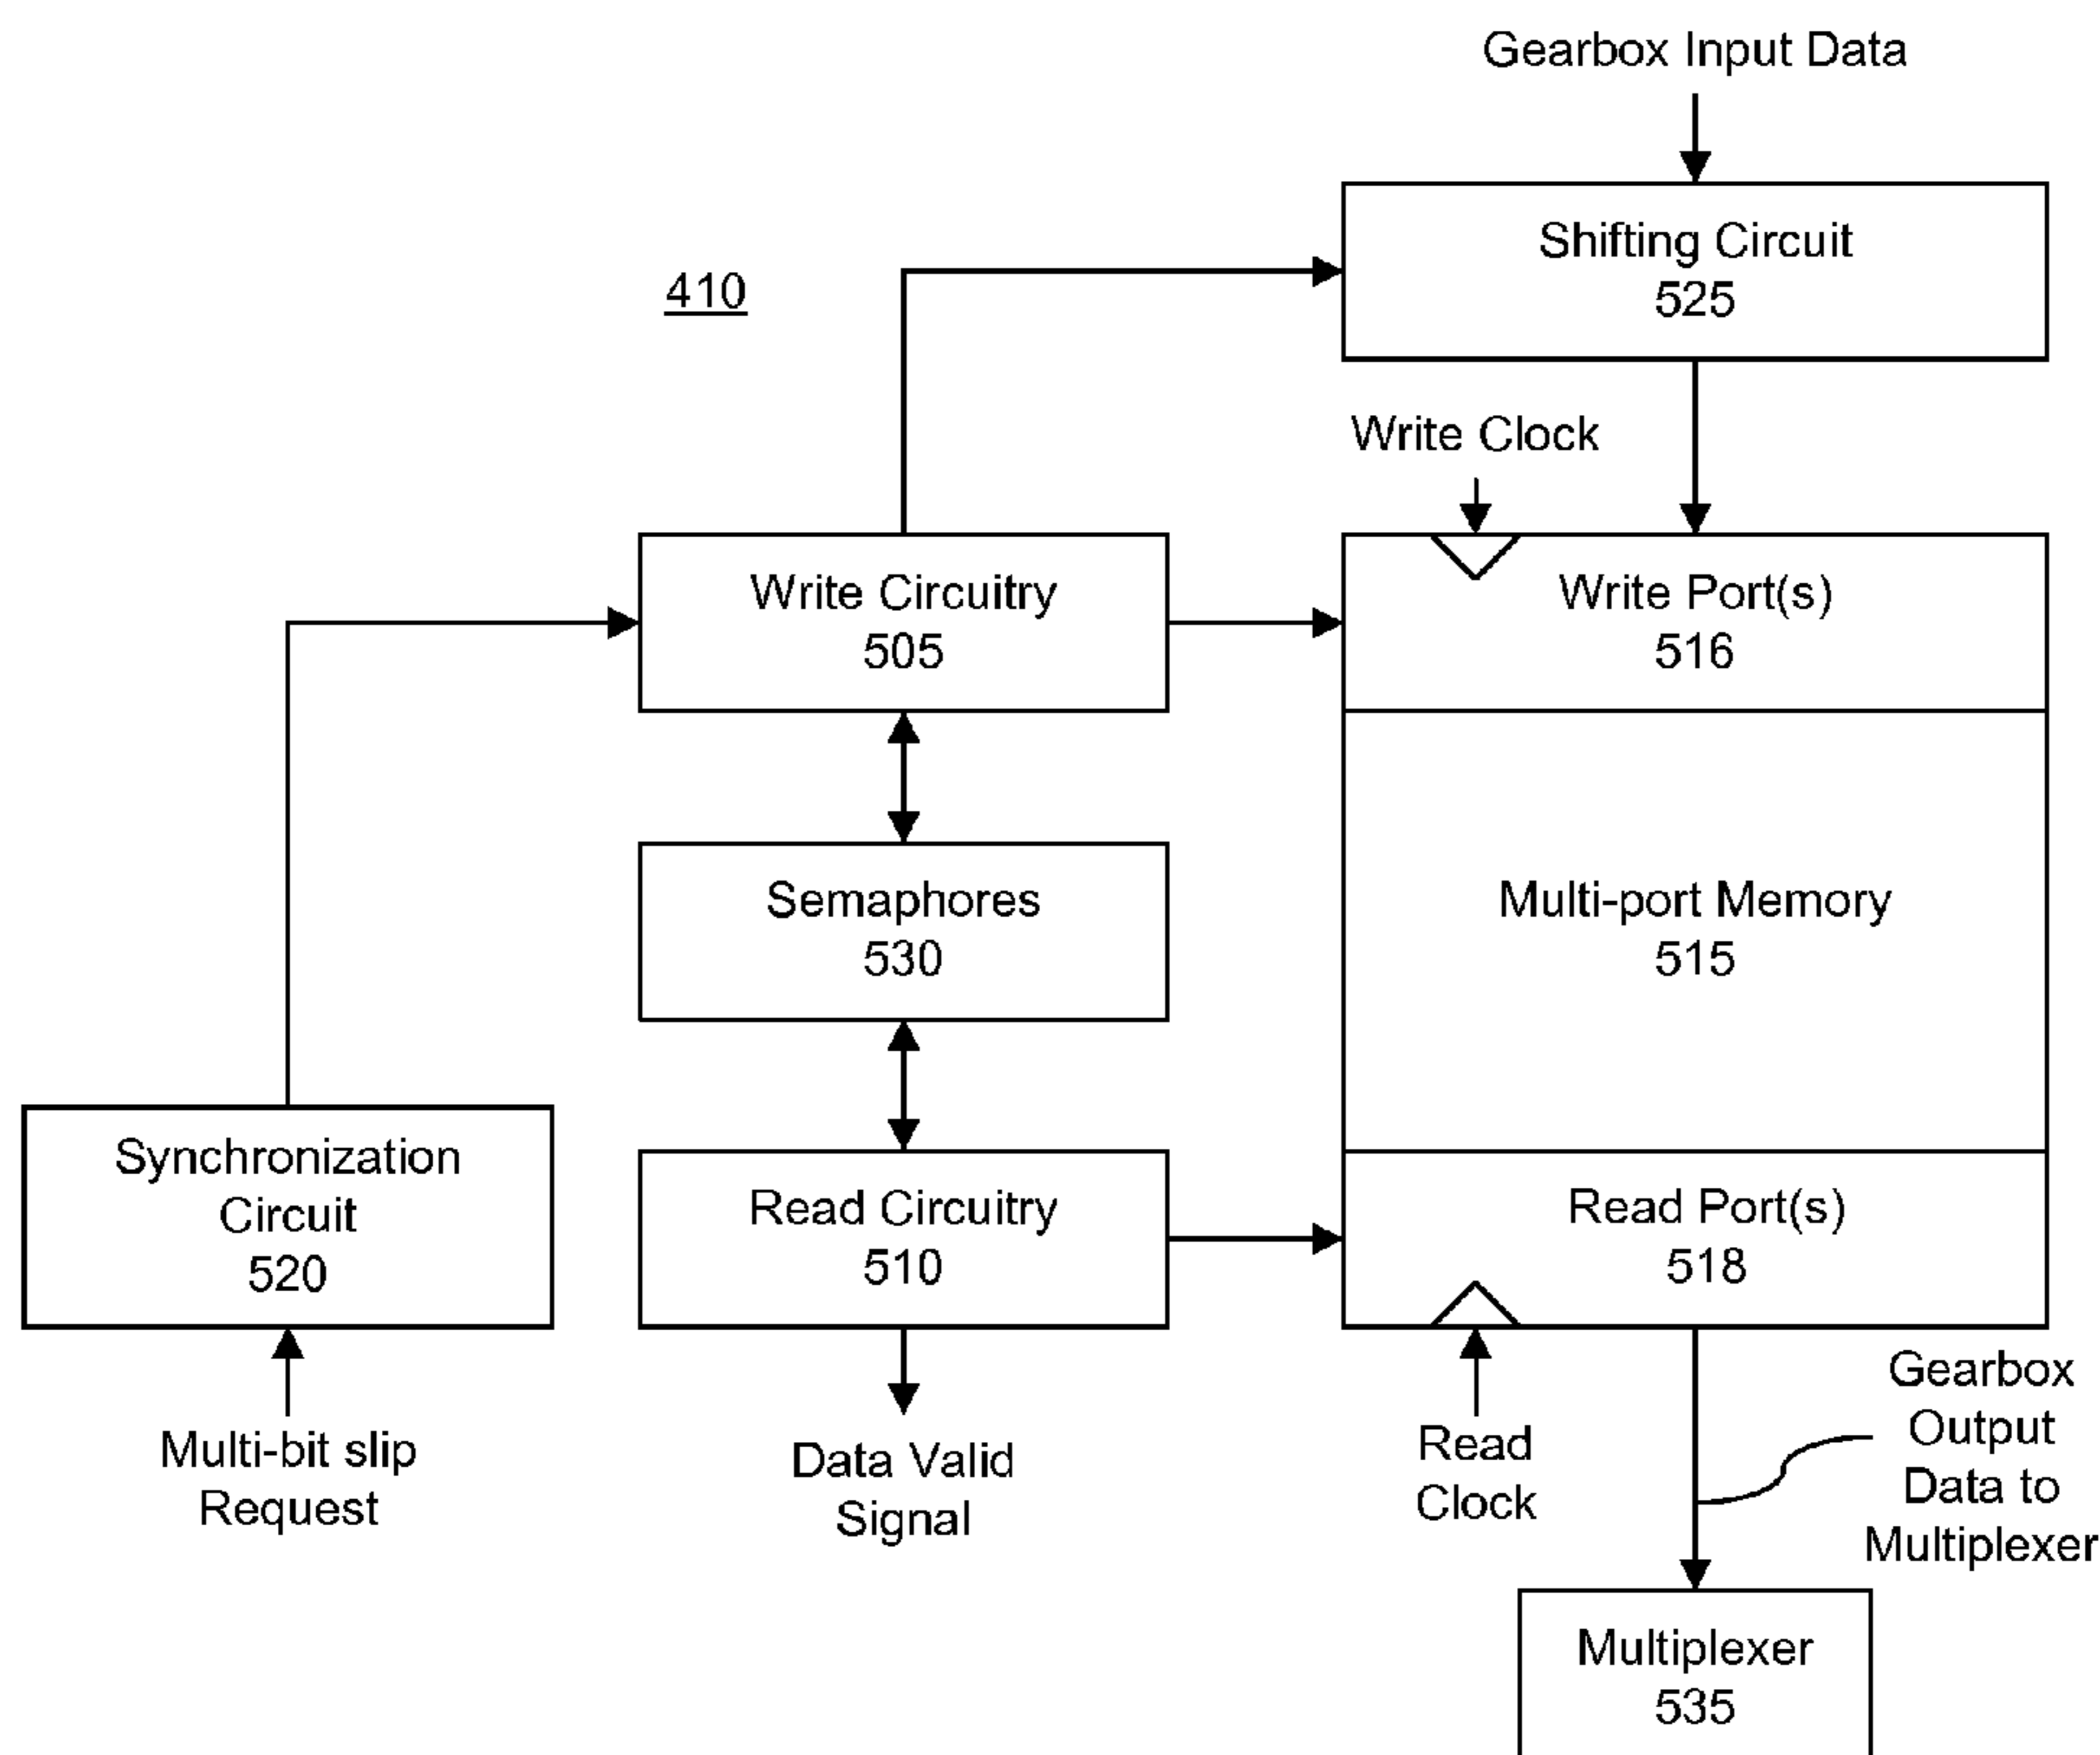 Gearbox Input Data
Shifting Circuit
525
410
Write Clock
Write Circuitry
505
Write Port(s)
516
Semaphores
530
Multi-port Memory
515
Synchronization
Circuit
520
Read Circuitry
510
Read Port(s)
518
Multi-bit slip
Request
Data Valid
Signal
Read
Clock
Gearbox
Output
Data to
Multiplexer
Multiplexer
535